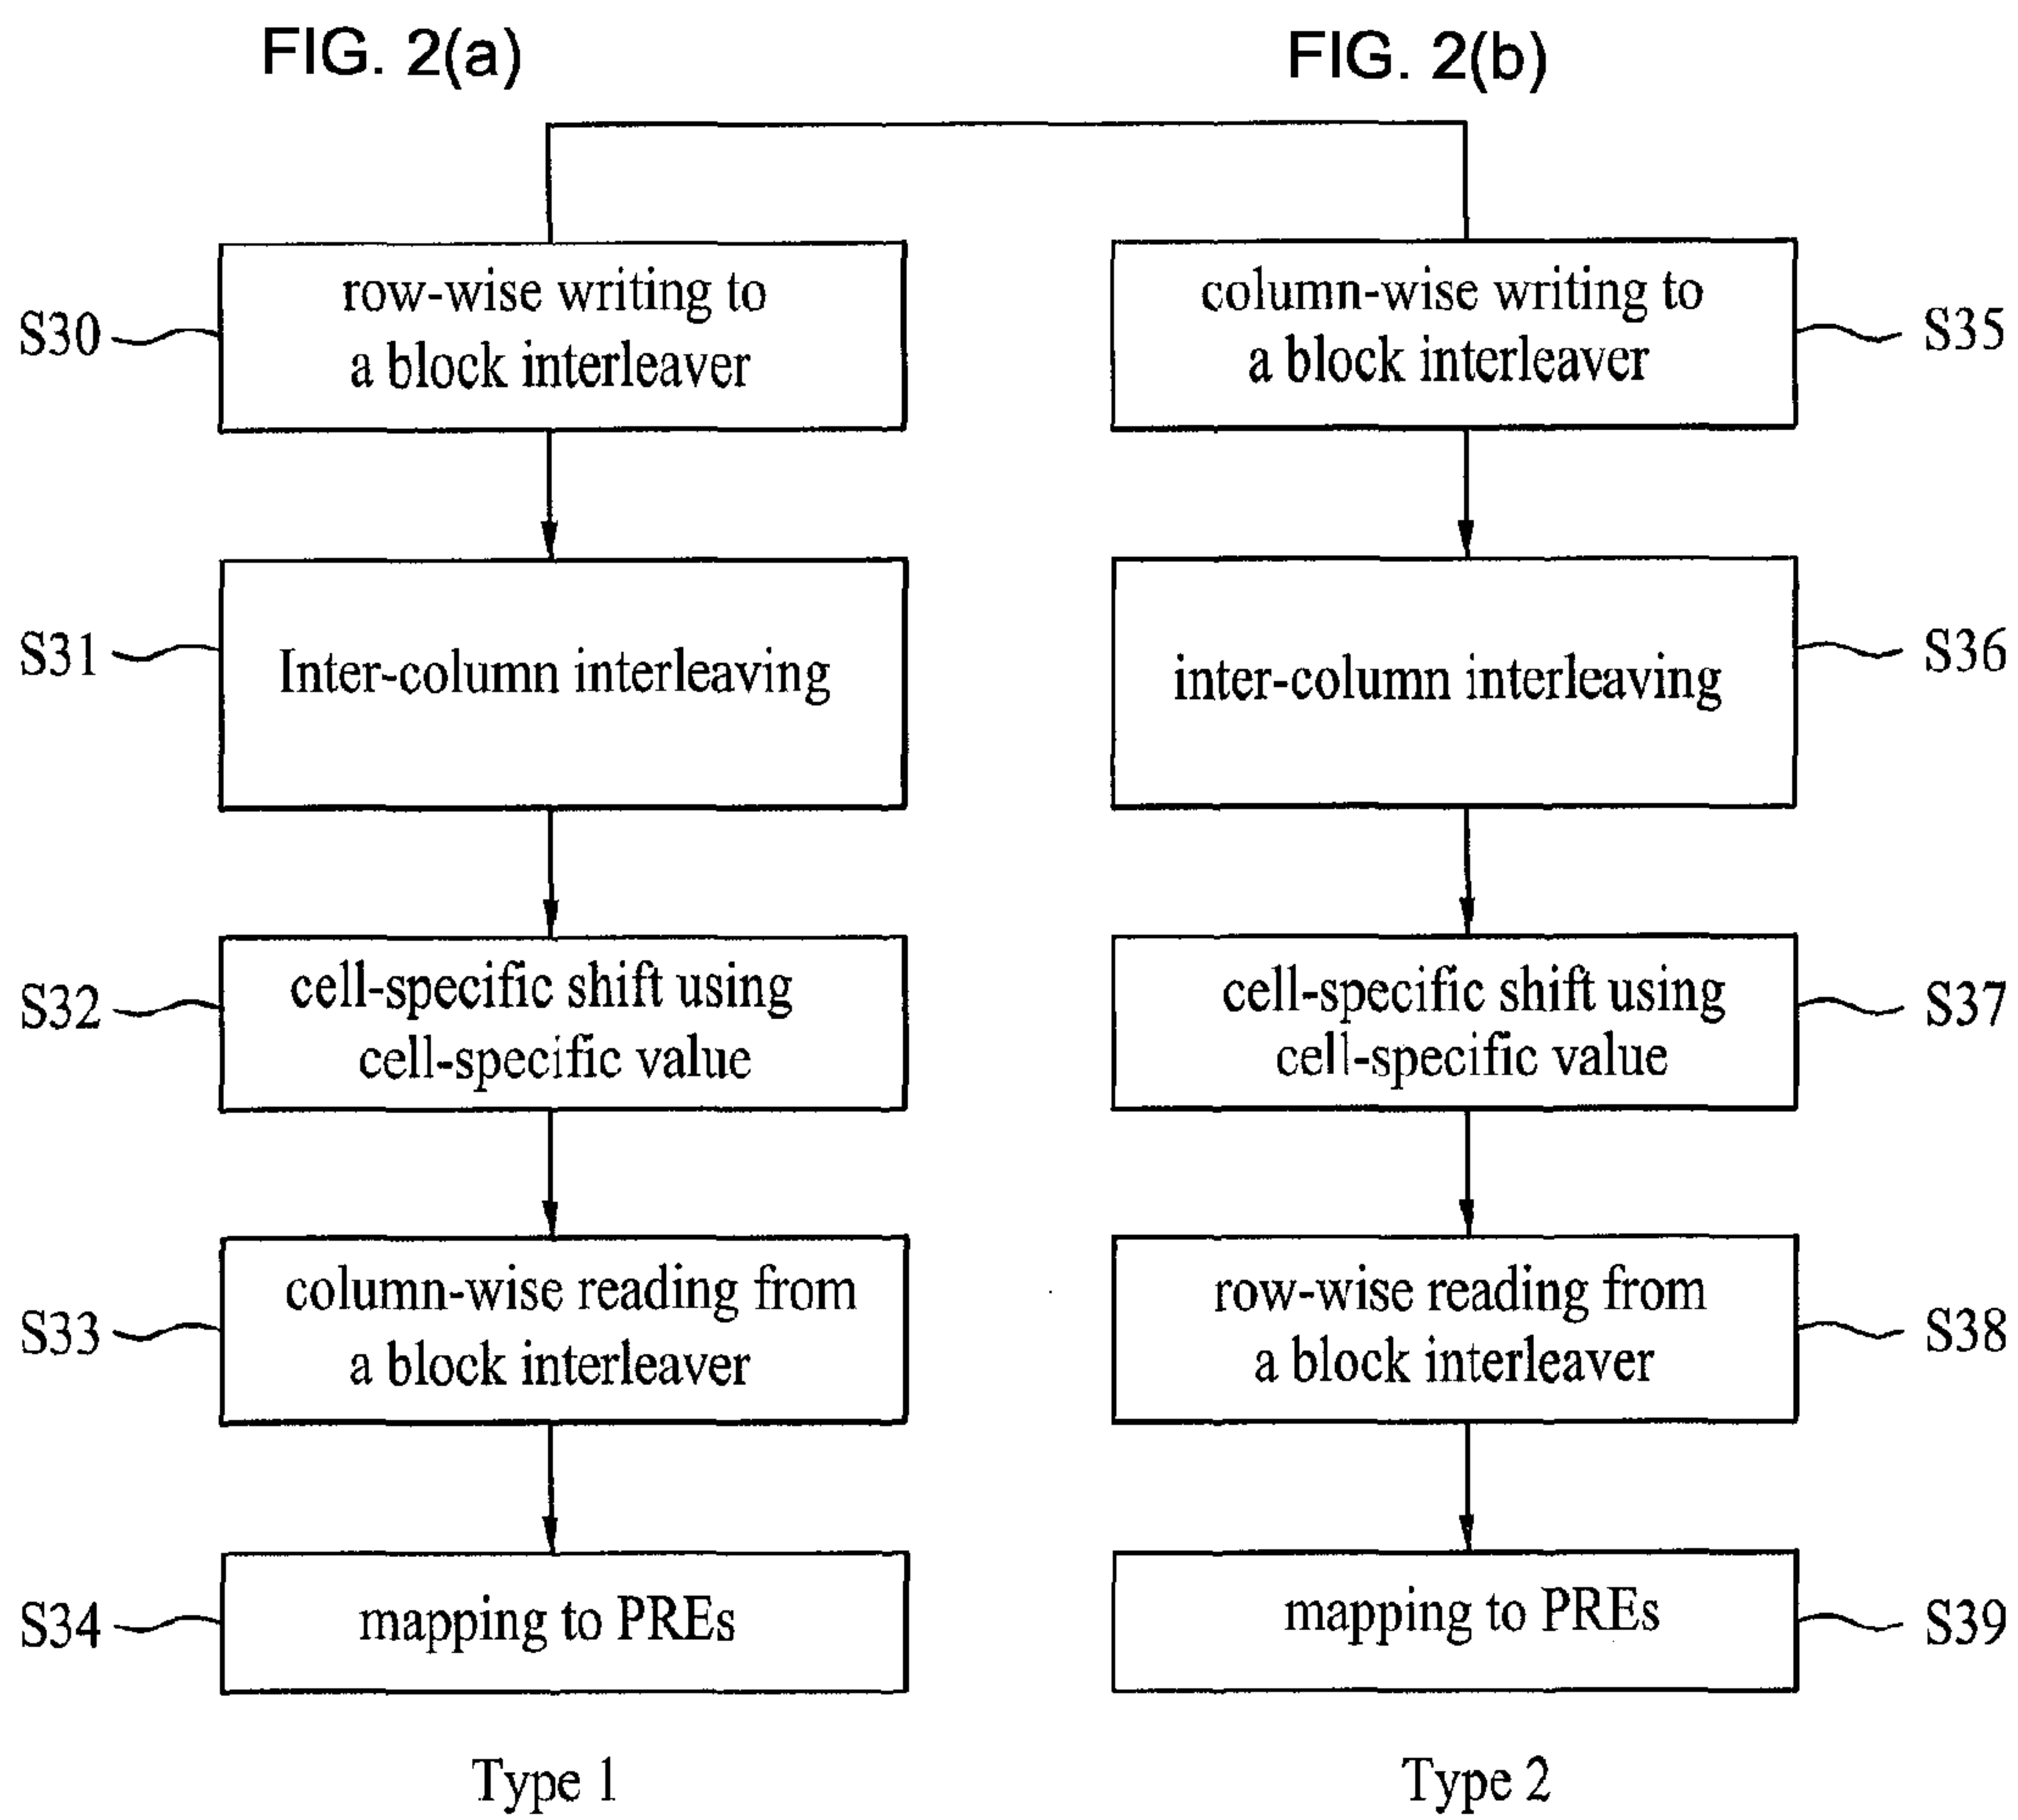 FIG. 2(a)
FIG. 2(b)
S30
row-wise writing to
a block interleaver
column-wise writing to
a block interleaver
S35
S31
Inter-column interleaving
inter-column interleaving
S36
S32
cell-specific shift using
cell-specific value
cell-specific shift using
cell-specific value
S37
S33
column-wise reading from
a block interleaver
row-wise reading from
a block interleaver
S38
S34
mapping to PREs
mapping to PREs
S39
Type 1
Type 2